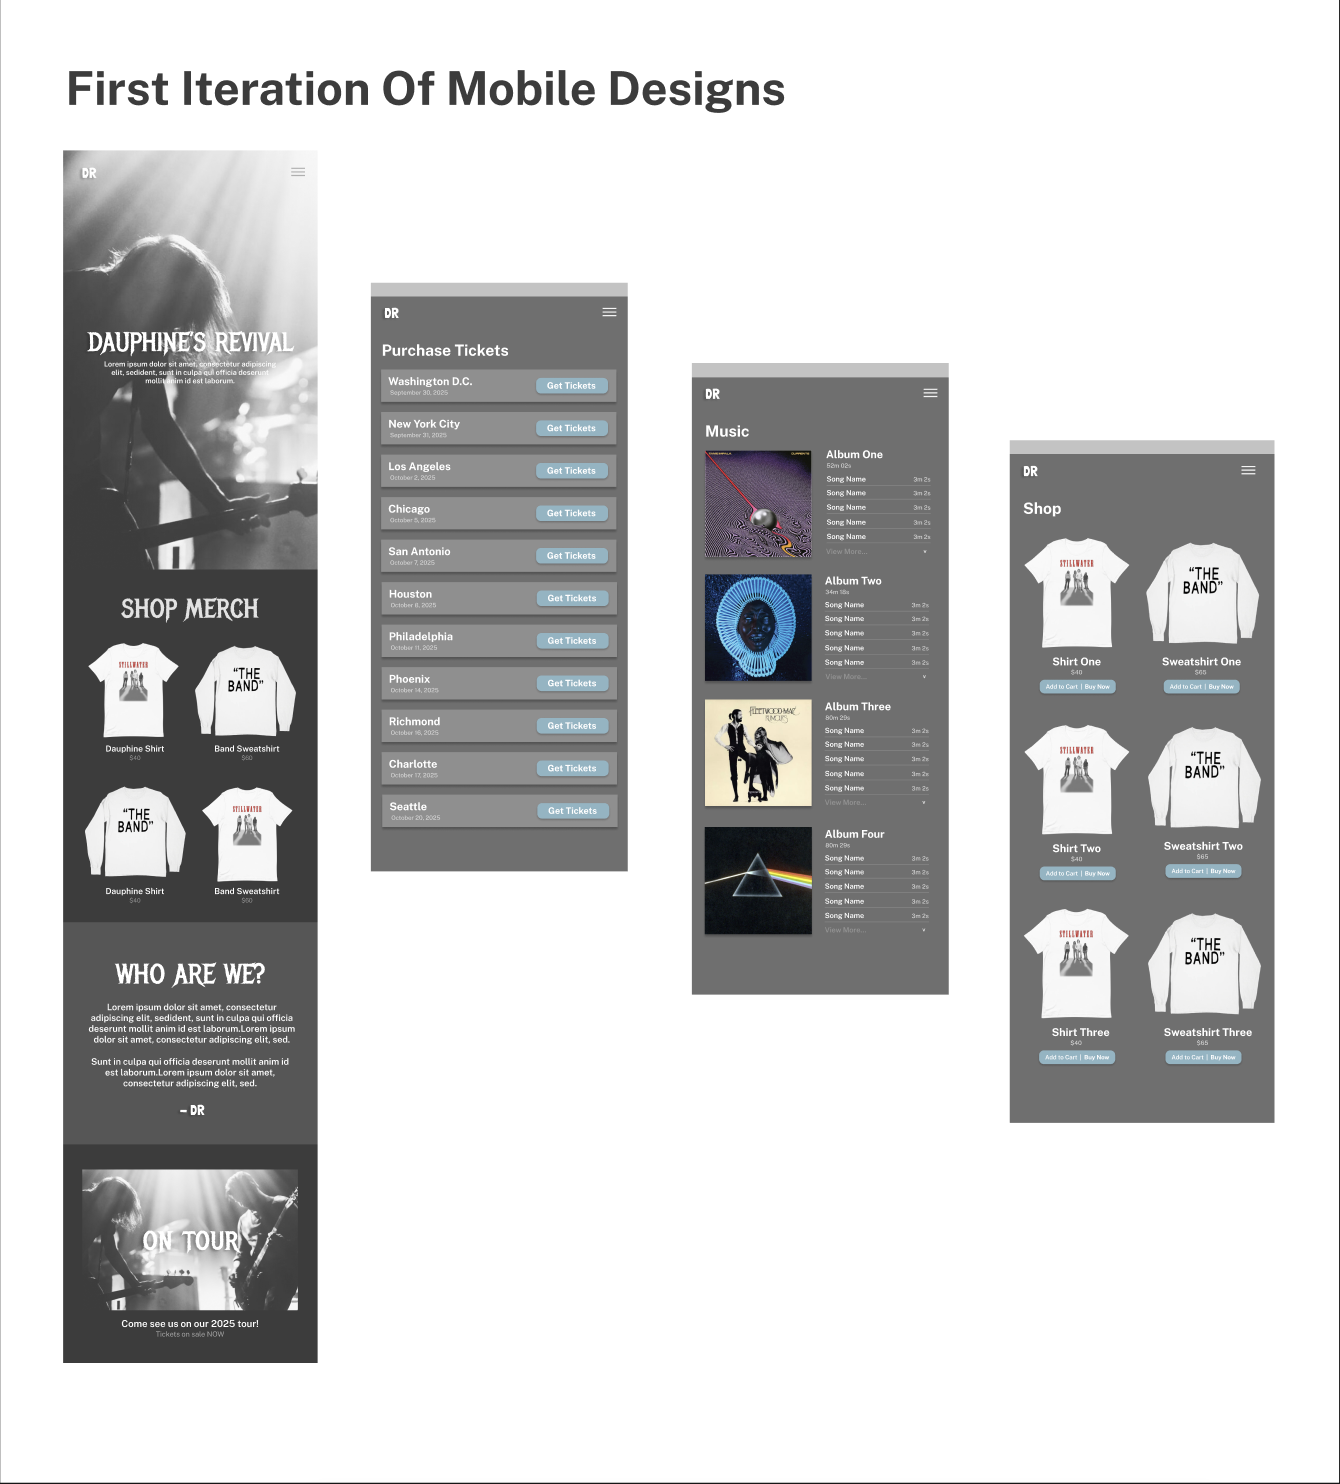 First Iteration Of Mobile Designs
DR
DAUPHINE'S REVIVAL
Lorem ipsum dolor sit amet, consectetur adipiscing
elit, sedident, sunt in culpa qui officia deserunt
mollit anim id est laborum.
SHOP MERCH
STILLWATER
"THE
BAND"
Dauphine Shirt
$40
Band Sweatshirt
$60
"THE
BAND"
STILLWATER
Dauphine Shirt
$40
Band Sweatshirt
$60
WHO ARE WE?
Lorem ipsum dolor sit amet, consectetur
adipiscing elit, sedident, sunt in culpa qui officia
deserunt mollit anim id est laborum.Lorem ipsum
dolor sit amet, consectetur adipiscing elit, sed.
Sunt in culpa qui officia deserunt mollit anim id
est laborum.Lorem ipsum dolor sit amet,
consectetur adipiscing elit, sed.
– DR
ON TOUR
Come see us on our 2025 tour!
Tickets on sale NOW
DR
Purchase Tickets
Washington D.C.
September 30, 2025
Get Tickets
New York City
September 31, 2025
Get Tickets
Los Angeles
October 2, 2025
Get Tickets
Chicago
October 5, 2025
Get Tickets
San Antonio
October 7, 2025
Get Tickets
Houston
October 8, 2025
Get Tickets
Philadelphia
October 11, 2025
Get Tickets
Phoenix
October 14, 2025
Get Tickets
Richmond
October 16, 2025
Get Tickets
Charlotte
October 17, 2025
Get Tickets
Seattle
October 20, 2025
Get Tickets
DR
Music
TAME IMPALA
CURRENTS
Album One
52m 02s
Song Name 3m 2s
Song Name 3m 2s
Song Name 3m 2s
Song Name 3m 2s
Song Name 3m 2s
View More...
Album Two
34m 18s
Song Name 3m 2s
Song Name 3m 2s
Song Name 3m 2s
Song Name 3m 2s
Song Name 3m 2s
View More...
FLEETWOOD MAC
RUMOURS
Album Three
80m 29s
Song Name 3m 2s
Song Name 3m 2s
Song Name 3m 2s
Song Name 3m 2s
Song Name 3m 2s
View More...
Album Four
80m 29s
Song Name 3m 2s
Song Name 3m 2s
Song Name 3m 2s
Song Name 3m 2s
Song Name 3m 2s
View More...
DR
Shop
STILLWATER
"THE
BAND"
Shirt One
$40
Add to Cart | Buy Now
Sweatshirt One
$65
Add to Cart | Buy Now
STILLWATER
"THE
BAND"
Shirt Two
$40
Add to Cart | Buy Now
Sweatshirt Two
$65
Add to Cart | Buy Now
STILLWATER
"THE
BAND"
Shirt Three
$40
Add to Cart | Buy Now
Sweatshirt Three
$65
Add to Cart | Buy Now